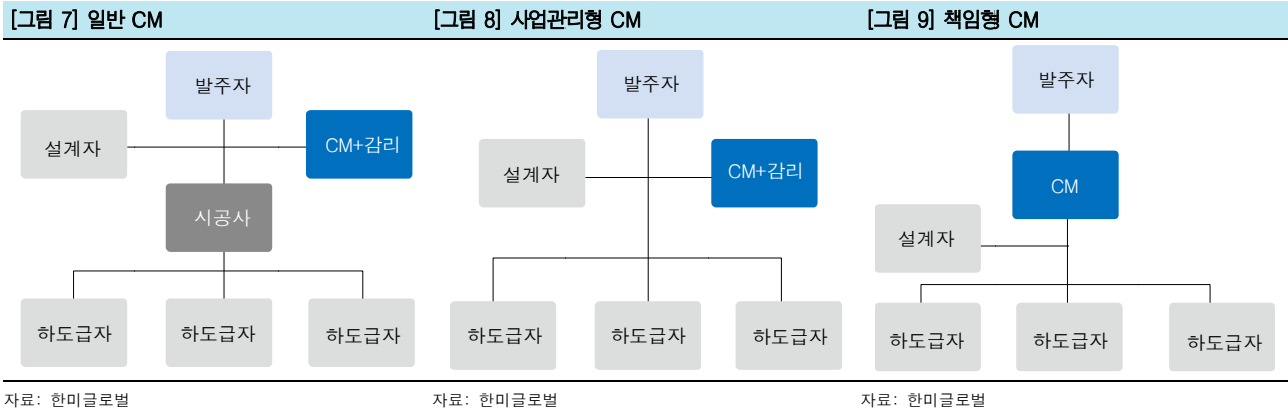 [그림 7] 일반 CM
발주자
설계자
CM+감리
시공사
하도급자
하도급자
하도급자
자료: 한미글로벌
[그림 8] 사업관리형 CM
발주자
설계자
CM+감리
하도급자
하도급자
하도급자
자료: 한미글로벌
[그림 9] 책임형 CM
발주자
CM
설계자
하도급자
하도급자
하도급자
자료: 한미글로벌